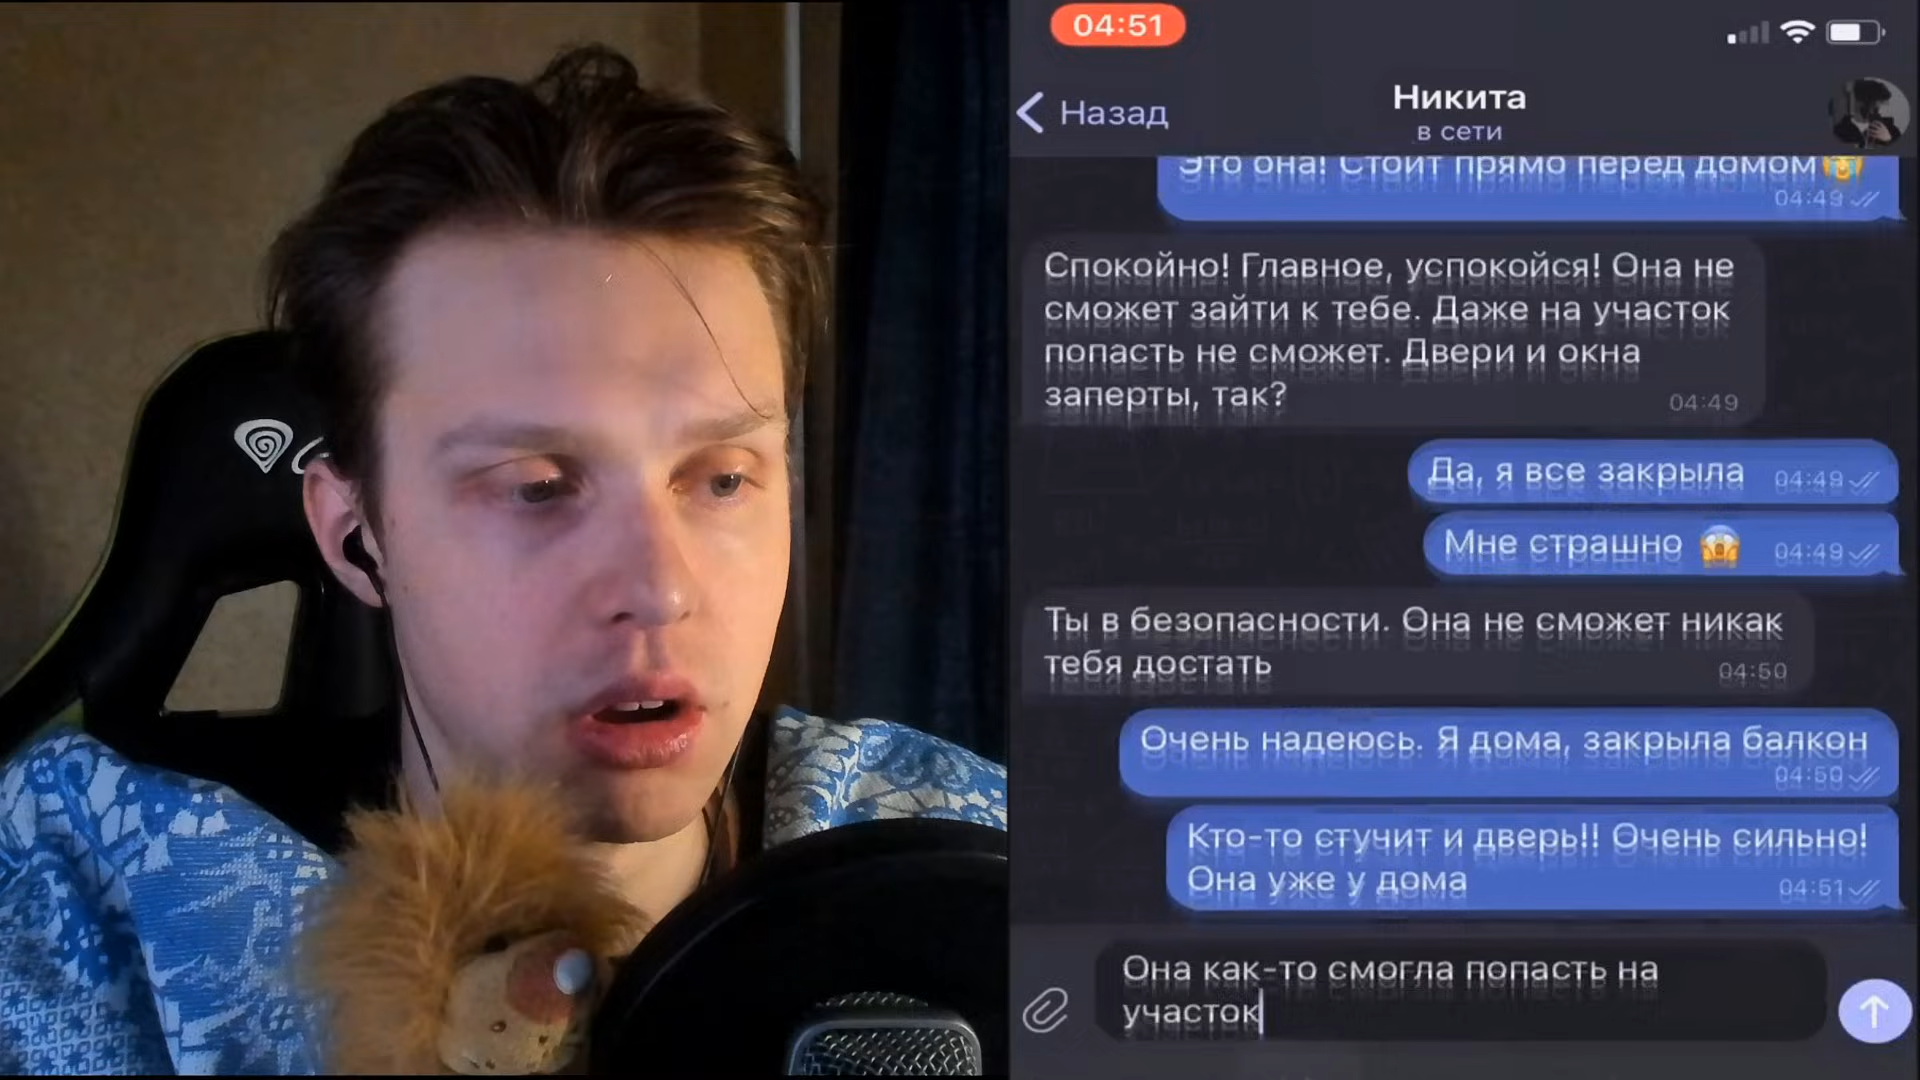 04:51
Назад
Никита
в сети
Это она! Стоит прямо перед домом😭
04:49
Спокойно! Главное, успокойся! Она не
сможет зайти к тебе. Даже на участок
попасть не сможет. Двери и окна
заперты, так?
04:49
Да, я все закрыла 04:49
Мне страшно 😱 04:49
Ты в безопасности. Она не сможет никак
тебя достать
04:50
Очень надеюсь. Я дома, закрыла балкон
04:50
Кто-то стучит и дверь!! Очень сильно!
Она уже у дома
04:51
Она как-то смогла попасть на
участок